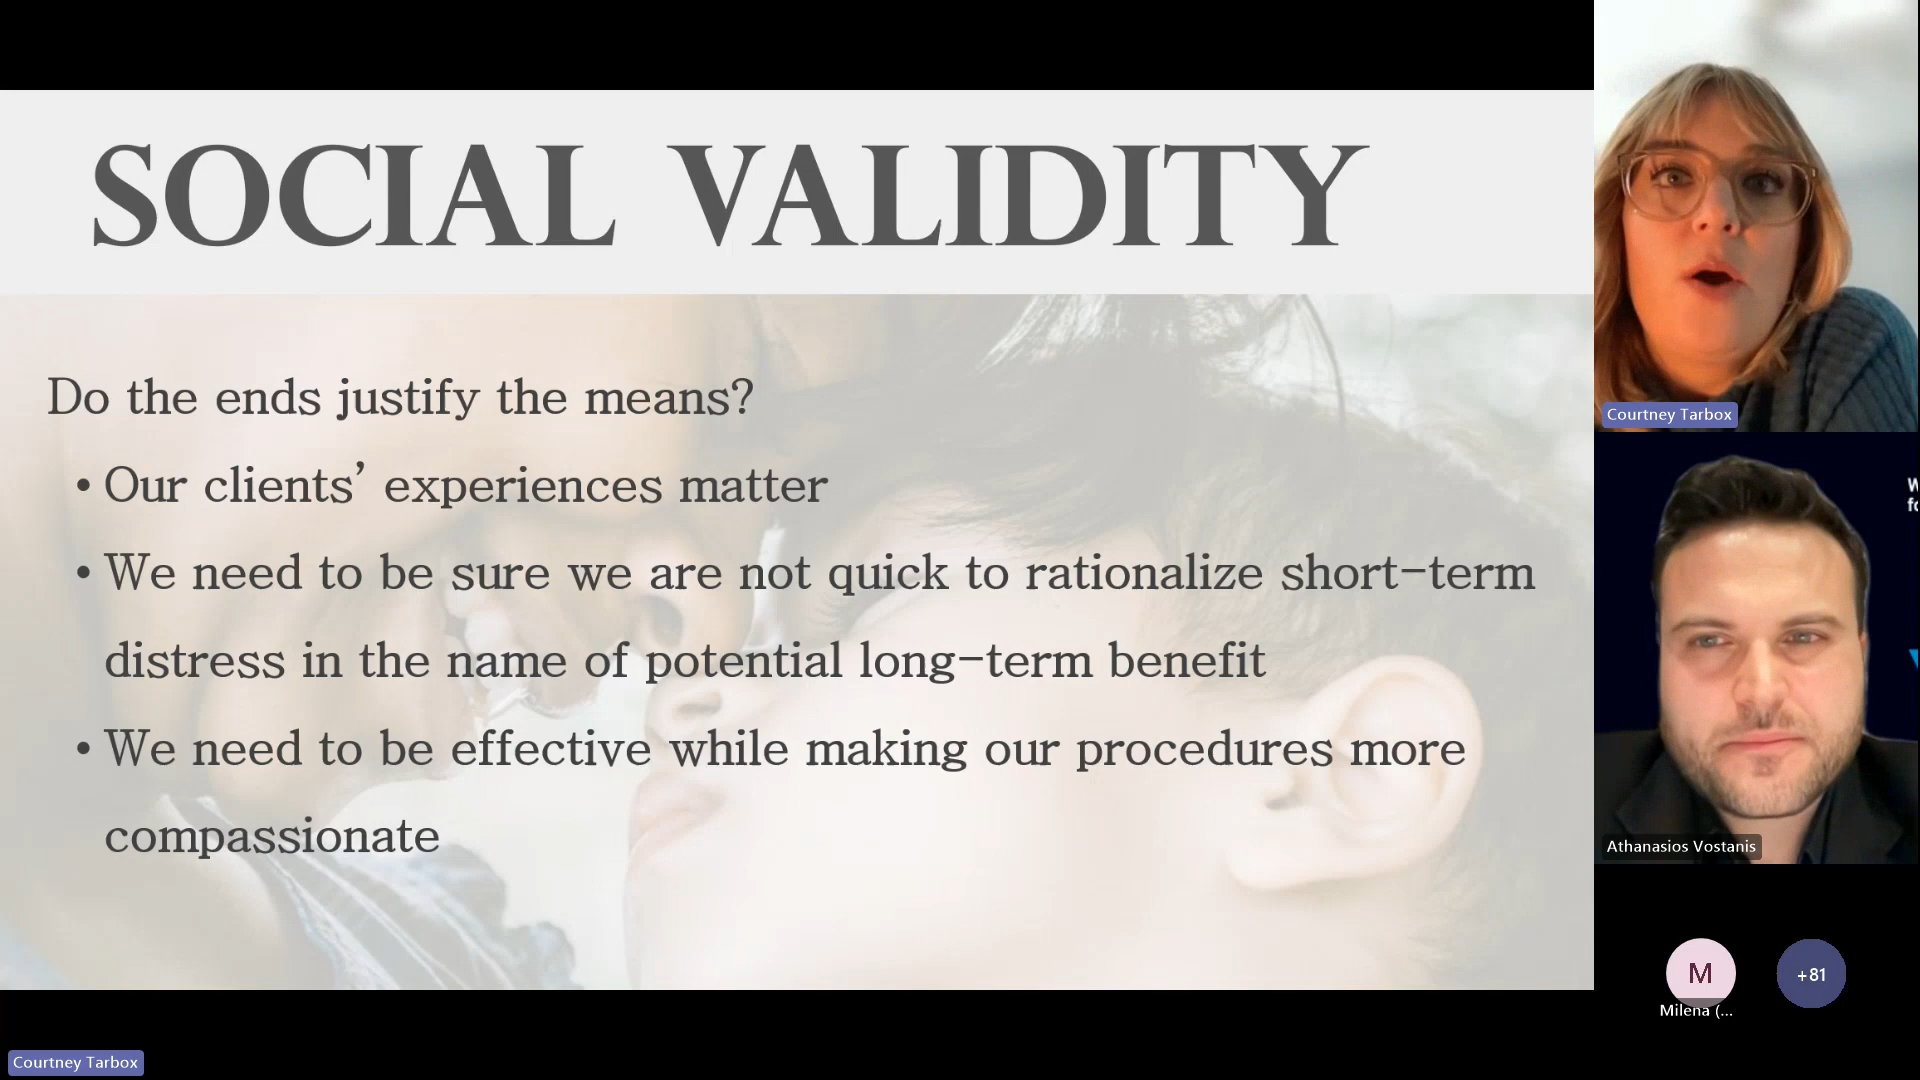 SOCIAL VALIDITY
Do the ends justify the means?
• Our clients’ experiences matter
• We need to be sure we are not quick to rationalize short-term
distress in the name of potential long-term benefit
• We need to be effective while making our procedures more
compassionate
Courtney Tarbox
Athanasios Vostanis
M
+81
Milena (...
Courtney Tarbox